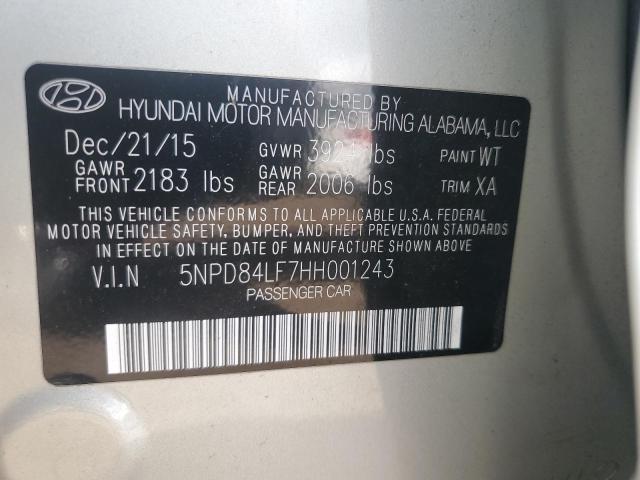 MANUFACTURED BY
HYUNDAI MOTOR MANUFACTURING ALABAMA, LLC
Dec/21/15 GVWR 3924 lbs PAINT WT
GAWR FRONT 2183 lbs GAWR REAR 2006 lbs TRIM XA
THIS VEHICLE CONFORMS TO ALL APPLICABLE U.S.A. FEDERAL
MOTOR VEHICLE SAFETY, BUMPER, AND THEFT PREVENTION STANDARDS
IN EFFECT ON THE DATE OF MANUFACTURE SHOWN ABOVE.
V.I.N 5NPD84LF7HH001243
PASSENGER CAR